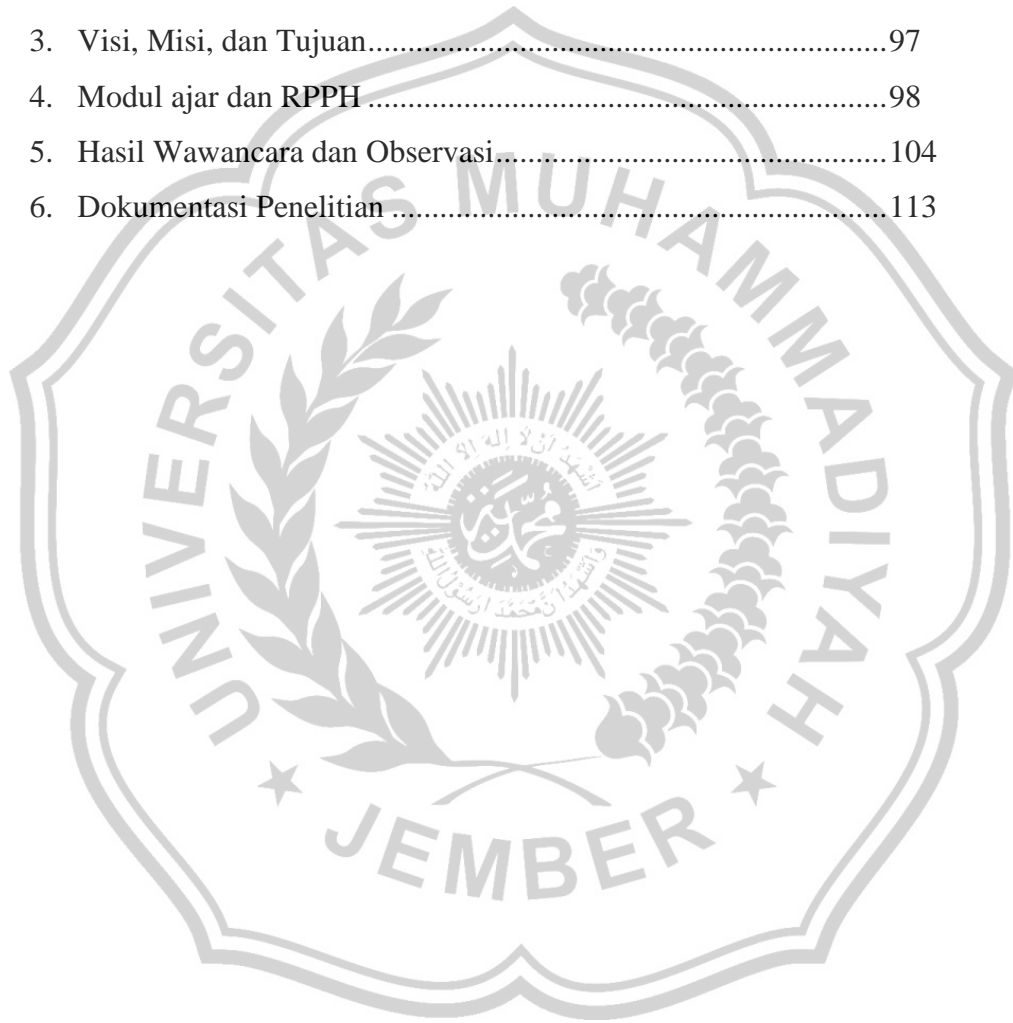 3. Visi, Misi, dan Tujuan.................................................................97
4. Modul ajar dan RPPH .................................................................98
5. Hasil Wawancara dan Observasi.................................................104
6. Dokumentasi Penelitian ..............................................................113
UNIVERSITAS MUHAMMADIYAH
JEMBER